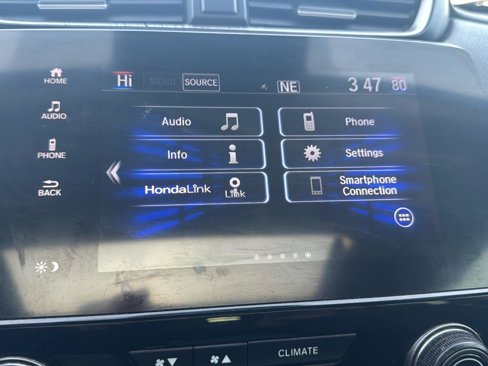 HOME
AUDIO
PHONE
BACK
Hi MENU SOURCE NE 3 47 80
Audio Phone
Info Settings
HondaLink Link Smartphone
Connection
CLIMATE